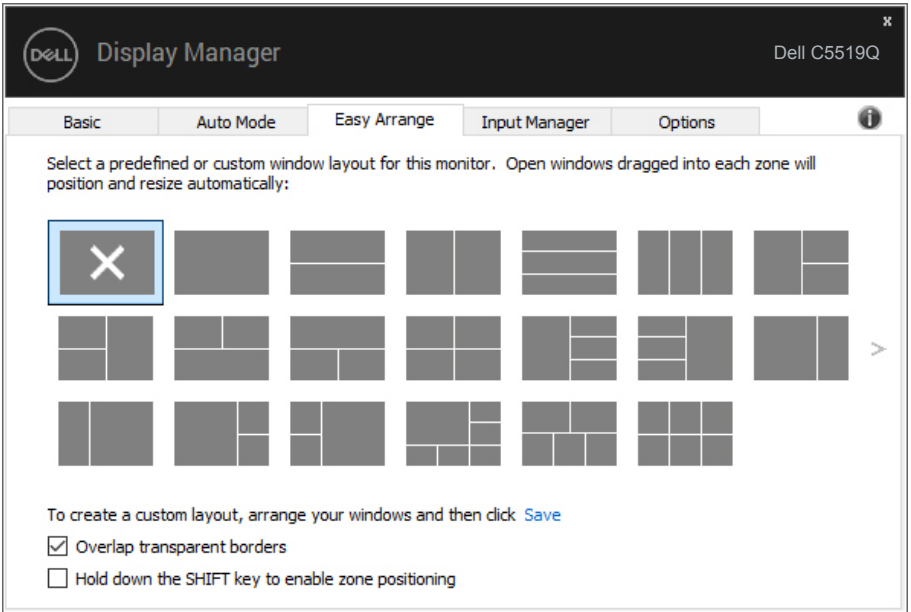 x
DELL
Display Manager
Dell C5519Q
Basic
Auto Mode
Easy Arrange
Input Manager
Options
i
Select a predefined or custom window layout for this monitor. Open windows dragged into each zone will
position and resize automatically:
>
To create a custom layout, arrange your windows and then click Save
Overlap transparent borders
Hold down the SHIFT key to enable zone positioning